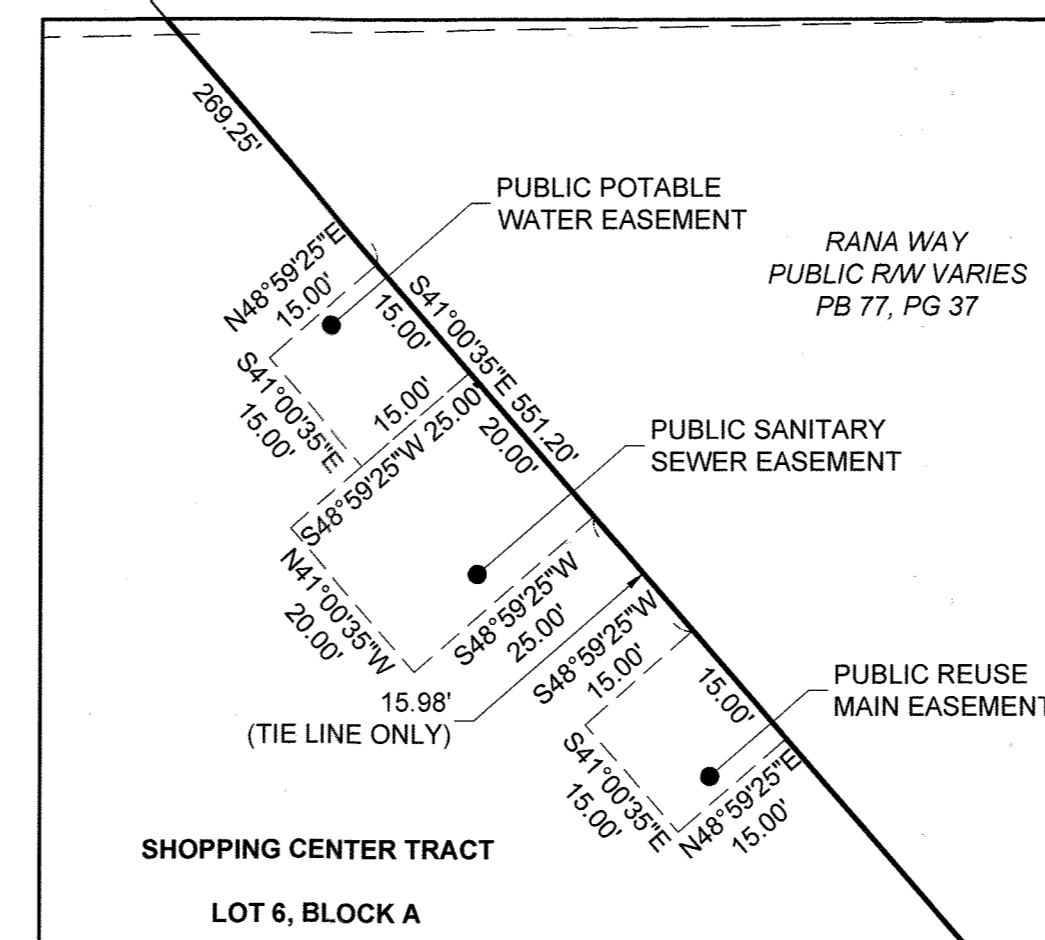 269.25'
PUBLIC POTABLE
WATER EASEMENT
RANA WAY
PUBLIC R/W VARIES
PB 77, PG 37
N48°59'25"E
15.00'
15.00'
S41°00'35"E 551.20'
S41°00'35"E
15.00'
15.00'
S48°59'25"W 25.00'
20.00'
PUBLIC SANITARY
SEWER EASEMENT
N41°00'35"W
20.00'
S48°59'25"W
25.00'
15.98'
(TIE LINE ONLY)
S48°59'25"W
15.00'
15.00'
PUBLIC REUSE
MAIN EASEMENT
S41°00'35"E
15.00'
N48°59'25"E
15.00'
SHOPPING CENTER TRACT
LOT 6, BLOCK A